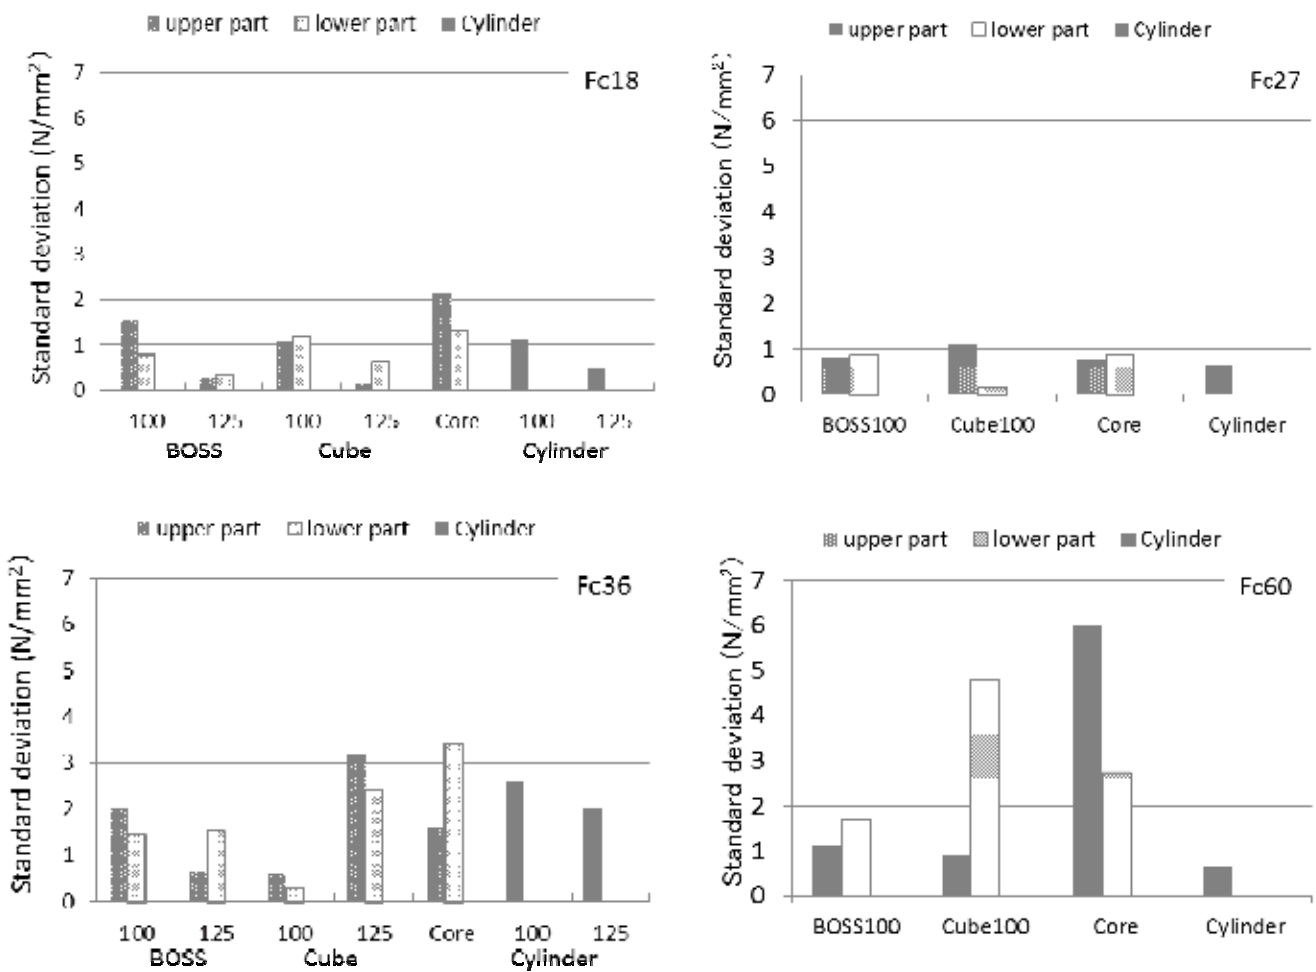 upper part lower part Cylinder
Fc18
Standard deviation (N/mm²)
7
6
5
4
3
2
1
0
100 125 100 125 Core 100 125
BOSS Cube Cylinder
upper part lower part Cylinder
Fc27
Standard deviation (N/mm²)
7
6
5
4
3
2
1
0
BOSS100 Cube100 Core Cylinder
upper part lower part Cylinder
Fc36
Standard deviation (N/mm²)
7
6
5
4
3
2
1
0
100 125 100 125 Core 100 125
BOSS Cube Cylinder
upper part lower part Cylinder
Fc60
Standard deviation (N/mm²)
7
6
5
4
3
2
1
0
BOSS100 Cube100 Core Cylinder